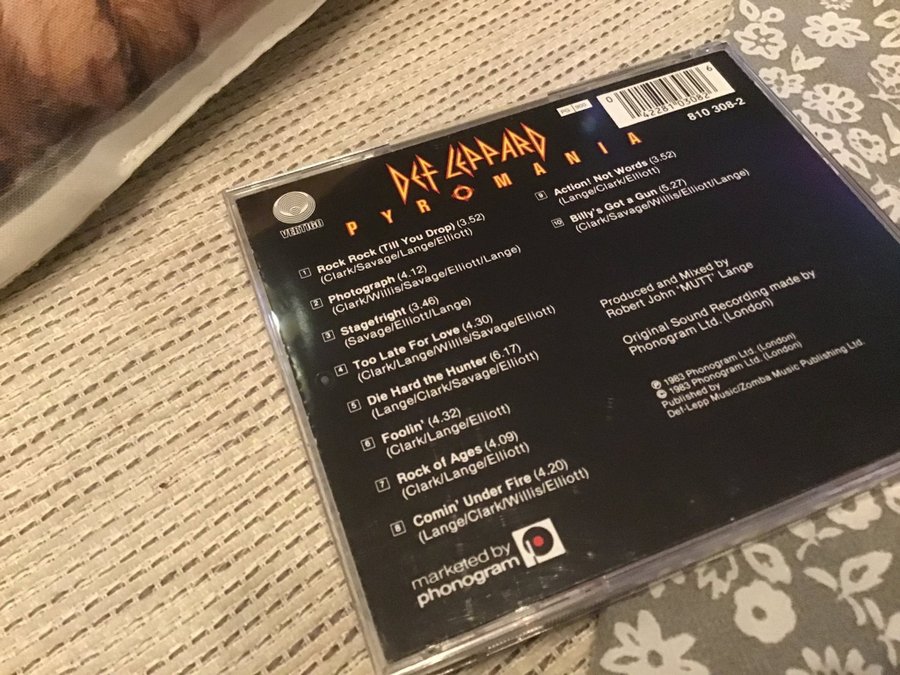 VERTIGO
DEF LEPPARD
PYROMANIA
PG 906
0 42281 03082 6
810 308-2
1 Rock Rock (Till You Drop) (3.52)
(Clark/Savage/Lange/Elliott)
2 Photograph (4.12)
(Clark/Willis/Savage/Elliott/Lange)
3 Stagefright (3.46)
(Savage/Elliott/Lange)
4 Too Late For Love (4.30)
(Clark/Lange/Willis/Savage/Elliott)
5 Die Hard the Hunter (6.17)
(Lange/Clark/Savage/Elliott)
6 Foolin' (4.32)
(Clark/Lange/Elliott)
7 Rock of Ages (4.09)
(Clark/Lange/Elliott)
8 Comin' Under Fire (4.20)
(Lange/Clark/Willis/Elliott)
9 Action! Not Words (3.52)
(Lange/Clark/Elliott)
10 Billy's Got a Gun (5.27)
(Clark/Savage/Willis/Elliott/Lange)
Produced and Mixed by
Robert John 'MUTT' Lange
Original Sound Recording made by
Phonogram Ltd. (London)
℗ 1983 Phonogram Ltd. (London)
© 1983 Phonogram Ltd. (London)
Published by
Def-Lepp Music/Zomba Music Publishing Ltd.
marketed by
phonogram